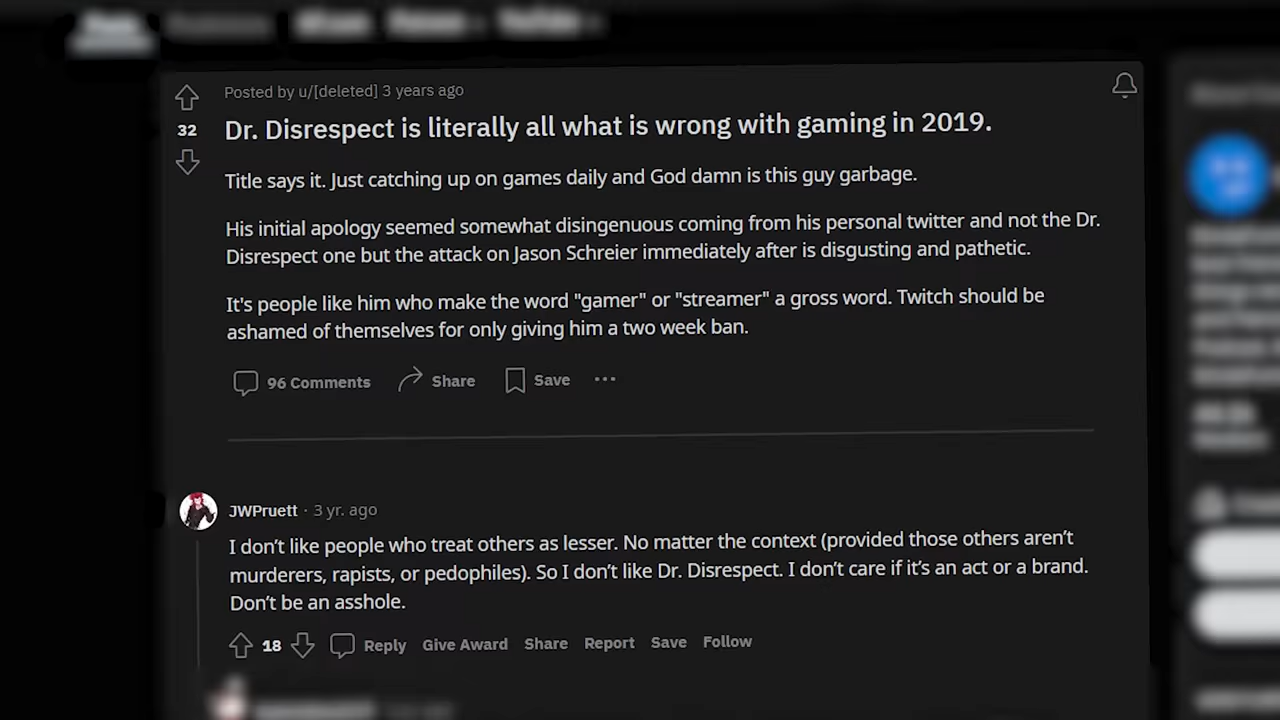 Posted by u/[deleted] 3 years ago
32
Dr. Disrespect is literally all what is wrong with gaming in 2019.
Title says it. Just catching up on games daily and God damn is this guy garbage.
His initial apology seemed somewhat disingenuous coming from his personal twitter and not the Dr.
Disrespect one but the attack on Jason Schreier immediately after is disgusting and pathetic.
It's people like him who make the word "gamer" or "streamer" a gross word. Twitch should be
ashamed of themselves for only giving him a two week ban.
96 Comments Share Save
JWPruett · 3 yr. ago
I don’t like people who treat others as lesser. No matter the context (provided those others aren’t
murderers, rapists, or pedophiles). So I don’t like Dr. Disrespect. I don’t care if it’s an act or a brand.
Don’t be an asshole.
18 Reply Give Award Share Report Save Follow